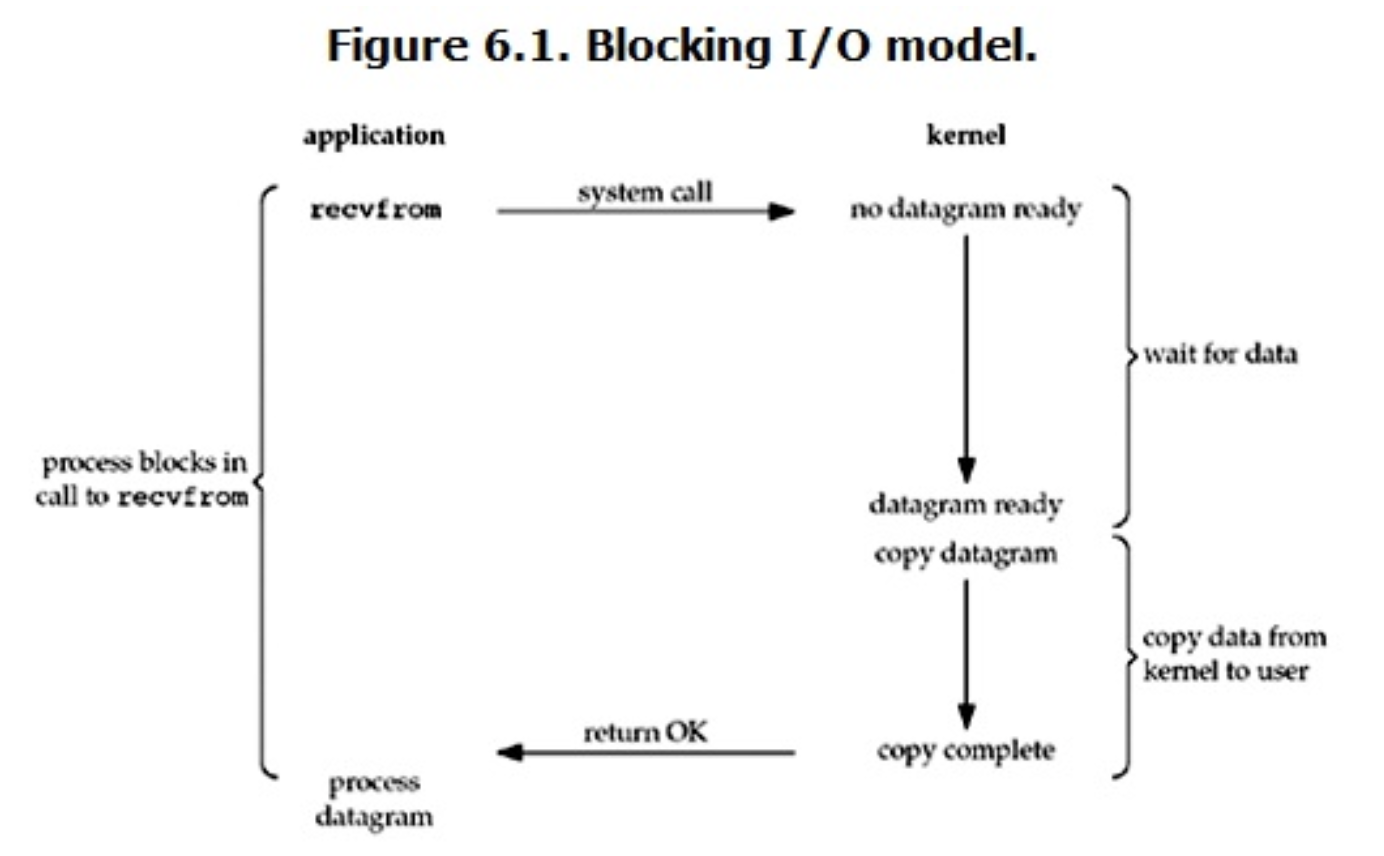 Figure 6.1. Blocking I/O model.
application
kernel
recvfrom
system call
no datagram ready
wait for data
process blocks in
call to recvfrom
datagram ready
copy datagram
copy data from
kernel to user
return OK
copy complete
process
datagram